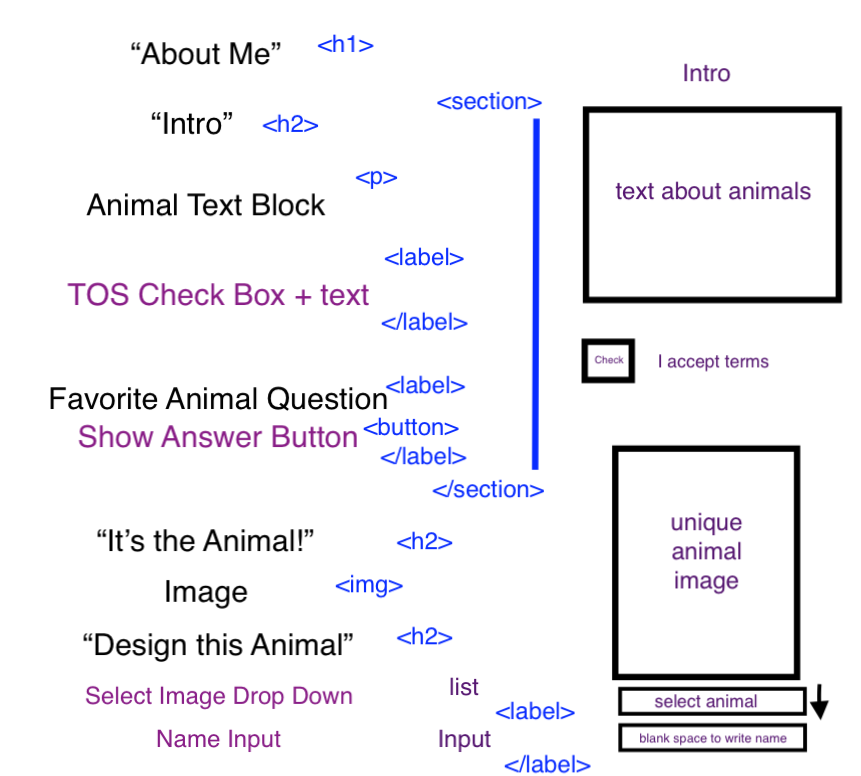 “About Me” <h1>
Intro
<section>
“Intro” <h2>
<p>
Animal Text Block
text about animals
<label>
TOS Check Box + text
</label>
Check I accept terms
<label>
Favorite Animal Question
Show Answer Button <button>
</label>
</section>
unique
animal
image
“It’s the Animal!” <h2>
Image <img>
“Design this Animal” <h2>
Select Image Drop Down list
select animal
<label>
Name Input Input
blank space to write name
</label>